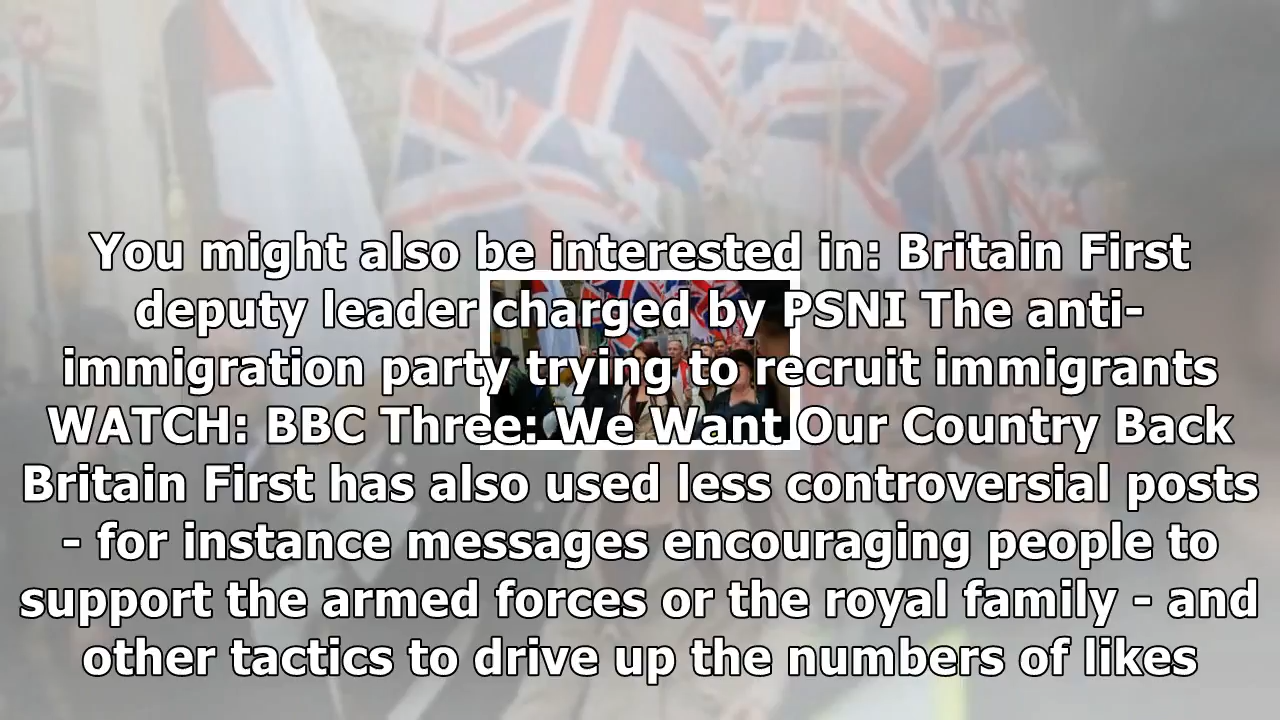 You might also be interested in: Britain First
deputy leader charged by PSNI The anti-
immigration party trying to recruit immigrants
WATCH: BBC Three: We Want Our Country Back
Britain First has also used less controversial posts
- for instance messages encouraging people to
support the armed forces or the royal family - and
other tactics to drive up the numbers of likes